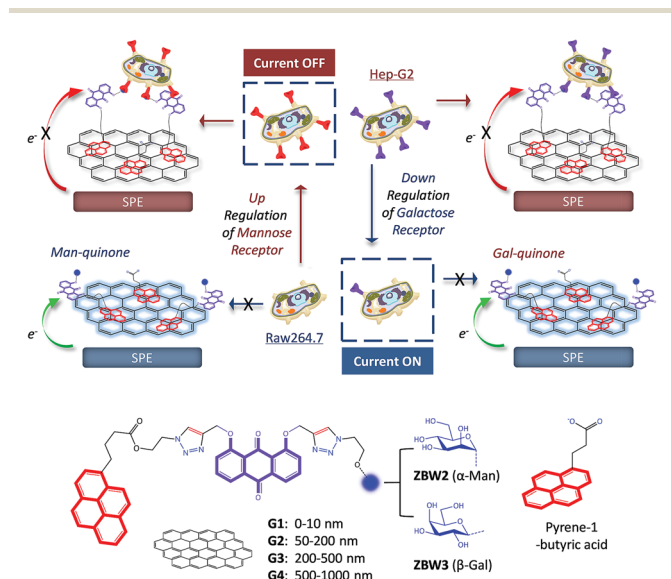 Current OFF
Hep-G2
e-
X
X
e-
SPE
SPE
Up
Regulation
of Mannose
Receptor
Down
Regulation
of Galactose
Receptor
Man-quinone
Gal-quinone
X
X
e-
e-
Raw264.7
SPE
SPE
Current ON
O
O
N
N=N
O
O
O
O
N
N=N
O
HO
OH
HO
HO
O
ZBW2 (α-Man)
HO
OH
HO
O
OH
ZBW3 (β-Gal)
-O
O
Pyrene-1
-butyric acid
G1: 0-10 nm
G2: 50-200 nm
G3: 200-500 nm
G4: 500-1000 nm